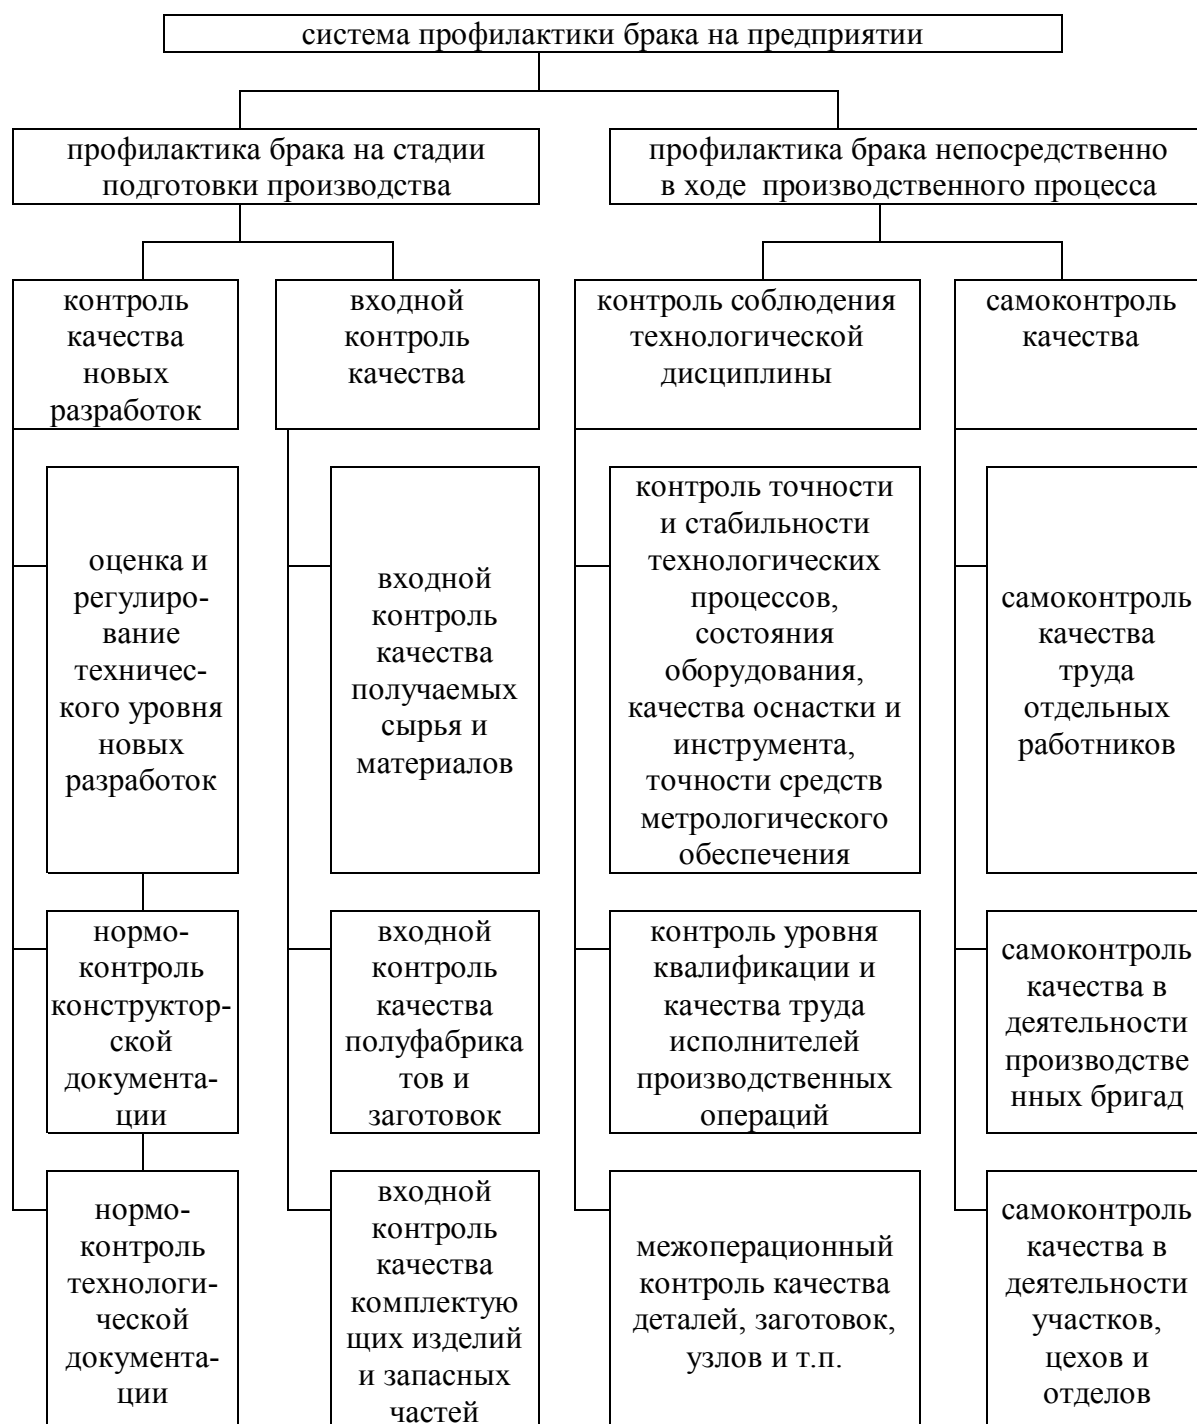 система профилактики брака на предприятии
профилактика брака на стадии
подготовки производства
профилактика брака непосредственно
в ходе производственного процесса
контроль
качества
новых
разработок
входной
контроль
качества
контроль соблюдения
технологической
дисциплины
самоконтроль
качества
оценка и
регулиро-
вание
техничес-
кого уровня
новых
разработок
входной
контроль
качества
получаемых
сырья и
материалов
контроль точности
и стабильности
технологических
процессов,
состояния
оборудования,
качества оснастки и
инструмента,
точности средств
метрологического
обеспечения
самоконтроль
качества
труда
отдельных
работников
нормо-
контроль
конструктор-
ской
документа-
ции
входной
контроль
качества
полуфабрика
тов и
заготовок
контроль уровня
квалификации и
качества труда
исполнителей
производственных
операций
самоконтроль
качества в
деятельности
производстве
нных бригад
нормо-
контроль
технологи-
ческой
документа-
ции
входной
контроль
качества
комплектую
щих изделий
и запасных
частей
межоперационный
контроль качества
деталей, заготовок,
узлов и т.п.
самоконтроль
качества в
деятельности
участков,
цехов и
отделов